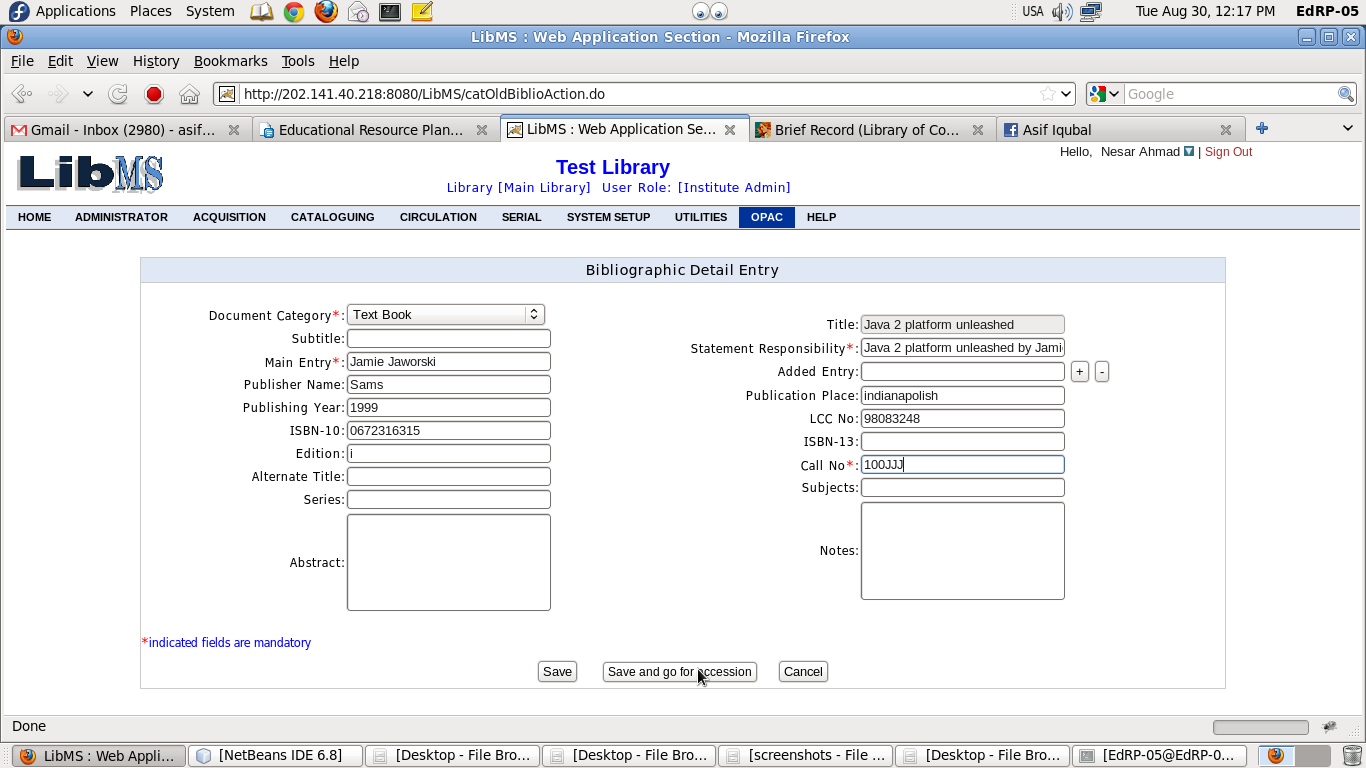 Applications Places System USA Tue Aug 30, 12:17 PM EdRP-05
LibMS : Web Application Section - Mozilla Firefox
File Edit View History Bookmarks Tools Help
http://202.141.40.218:8080/LibMS/catOldBiblioAction.do Google
Gmail - Inbox (2980) - asif... Educational Resource Plan... LibMS : Web Application Se... Brief Record (Library of Co... Asif Iqubal
Hello, Nesar Ahmad | Sign Out
LibMS
Test Library
Library [Main Library] User Role: [Institute Admin]
HOME ADMINISTRATOR ACQUISITION CATALOGUING CIRCULATION SERIAL SYSTEM SETUP UTILITIES OPAC HELP
Bibliographic Detail Entry
Document Category*: Text Book
Subtitle:
Main Entry*: Jamie Jaworski
Publisher Name: Sams
Publishing Year: 1999
ISBN-10: 0672316315
Edition: i
Alternate Title:
Series:
Abstract:
Title: Java 2 platform unleashed
Statement Responsibility*: Java 2 platform unleashed by Jami
Added Entry: + -
Publication Place: indianapolish
LCC No: 98083248
ISBN-13:
Call No*: 100JJJ
Subjects:
Notes:
*indicated fields are mandatory
Save Save and go for accession Cancel
Done
LibMS : Web Appli... [NetBeans IDE 6.8] [Desktop - File Bro... [Desktop - File Bro... [screenshots - File ... [Desktop - File Bro... [EdRP-05@EdRP-0...